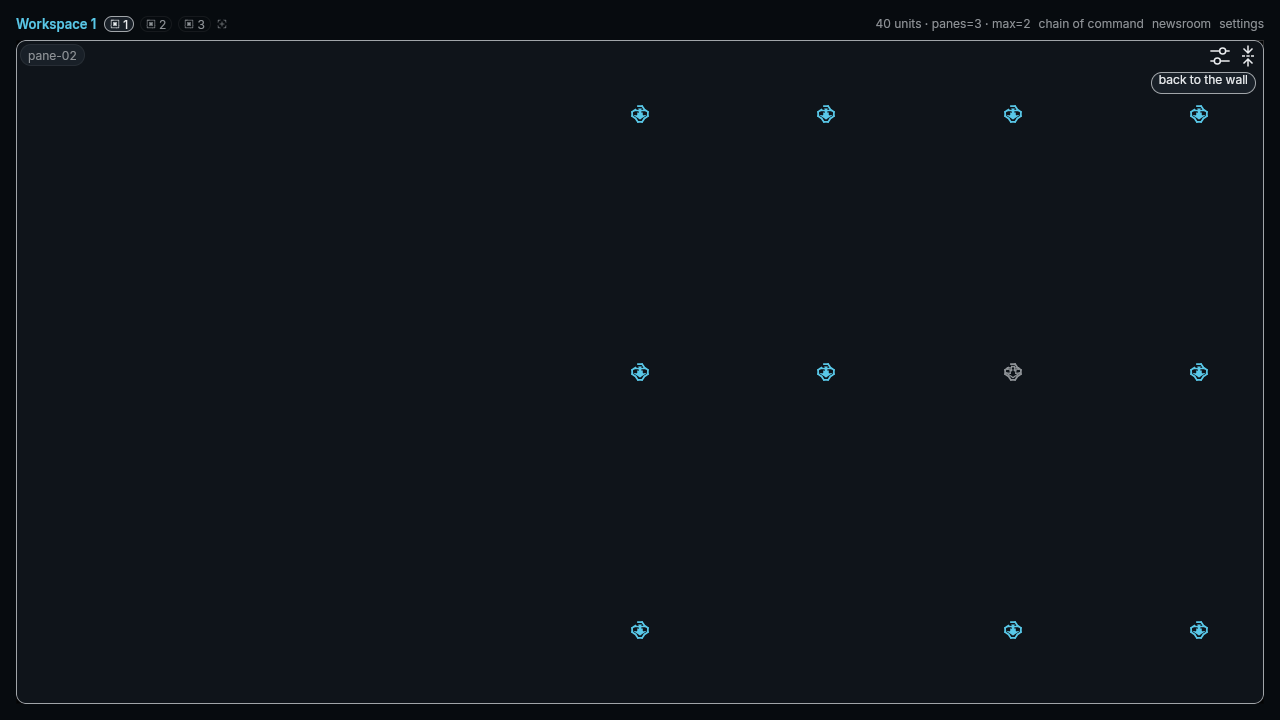 Workspace 1 1 2 3 40 units · panes=3 · max=2 chain of command newsroom settings
pane-02
back to the wall